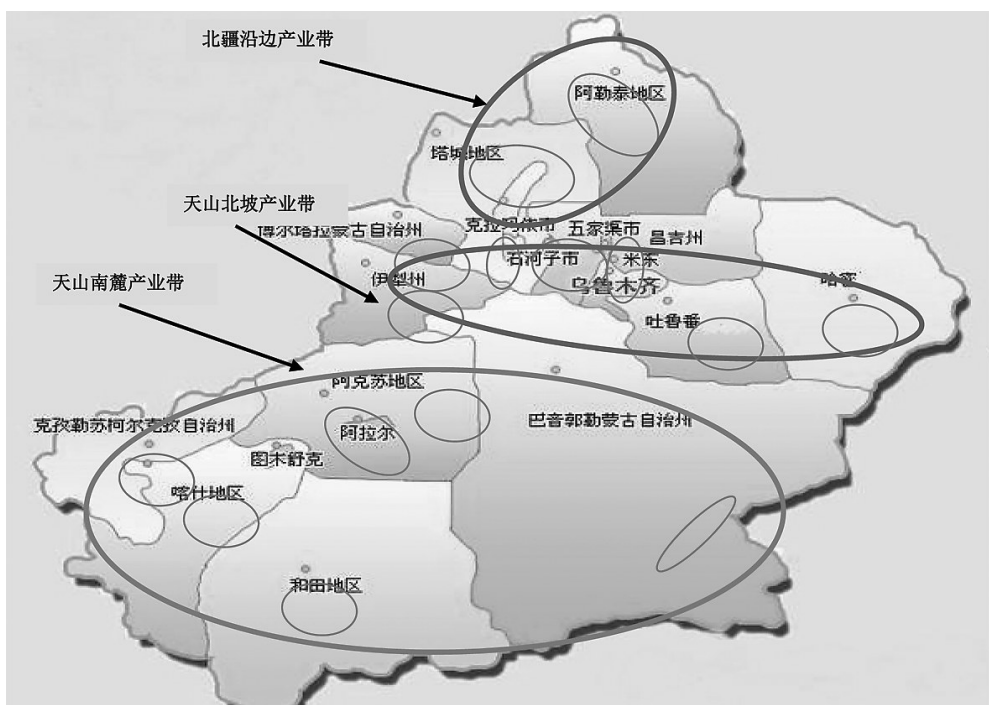 北疆沿边产业带
阿勒泰地区
塔城地区
天山北坡产业带
克拉玛依市
五家渠市
博尔塔拉蒙古自治州
昌吉州
石河子市
米东
天山南麓产业带
伊犁州
乌鲁木齐
哈密
吐鲁番
阿克苏地区
克孜勒苏柯尔克孜自治州
阿拉尔
巴音郭勒蒙古自治州
图木舒克
喀什地区
和田地区